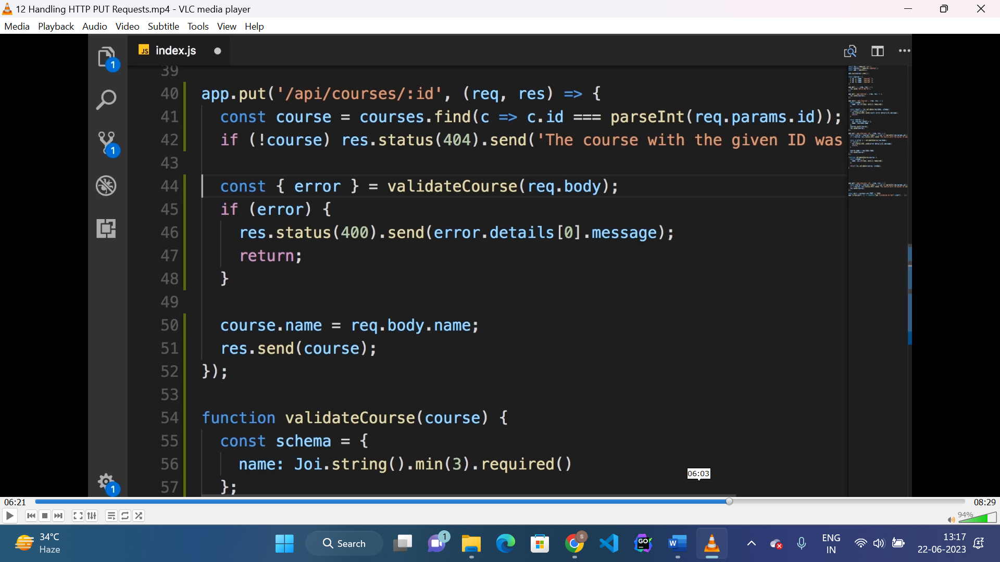 12 Handling HTTP PUT Requests.mp4 - VLC media player
Media Playback Audio Video Subtitle Tools View Help
JS index.js
1
1
1
39
40 app.put('/api/courses/:id', (req, res) => {
41 const course = courses.find(c => c.id === parseInt(req.params.id));
42 if (!course) res.status(404).send('The course with the given ID was
43
44 const { error } = validateCourse(req.body);
45 if (error) {
46 res.status(400).send(error.details[0].message);
47 return;
48 }
49
50 course.name = req.body.name;
51 res.send(course);
52 });
53
54 function validateCourse(course) {
55 const schema = {
56 name: Joi.string().min(3).required()
57 };
06:03
06:21 08:29
94%
34°C
Haze
Search
1
S
GO
W
ENG
IN
13:17
22-06-2023